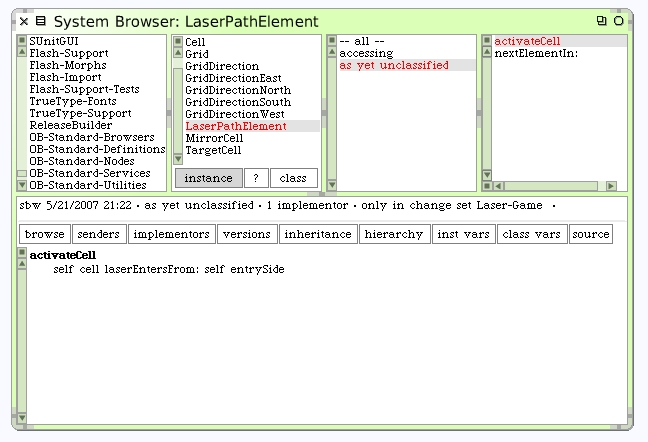 System Browser: LaserPathElement
SUnitGUI
Flash-Support
Flash-Morphs
Flash-Import
Flash-Support-Tests
TrueType-Fonts
TrueType-Support
ReleaseBuilder
OB-Standard-Browsers
OB-Standard-Definitions
OB-Standard-Nodes
OB-Standard-Services
OB-Standard-Utilities
Cell
Grid
GridDirection
GridDirectionEast
GridDirectionNorth
GridDirectionSouth
GridDirectionWest
LaserPathElement
MirrorCell
TargetCell
instance ? class
-- all --
accessing
as yet unclassified
activateCell
nextElementIn:
sbw 5/21/2007 21:22 · as yet unclassified · 1 implementor · only in change set Laser-Game ·
browse senders implementors versions inheritance hierarchy inst vars class vars source
activateCell
self cell laserEntersFrom: self entrySide